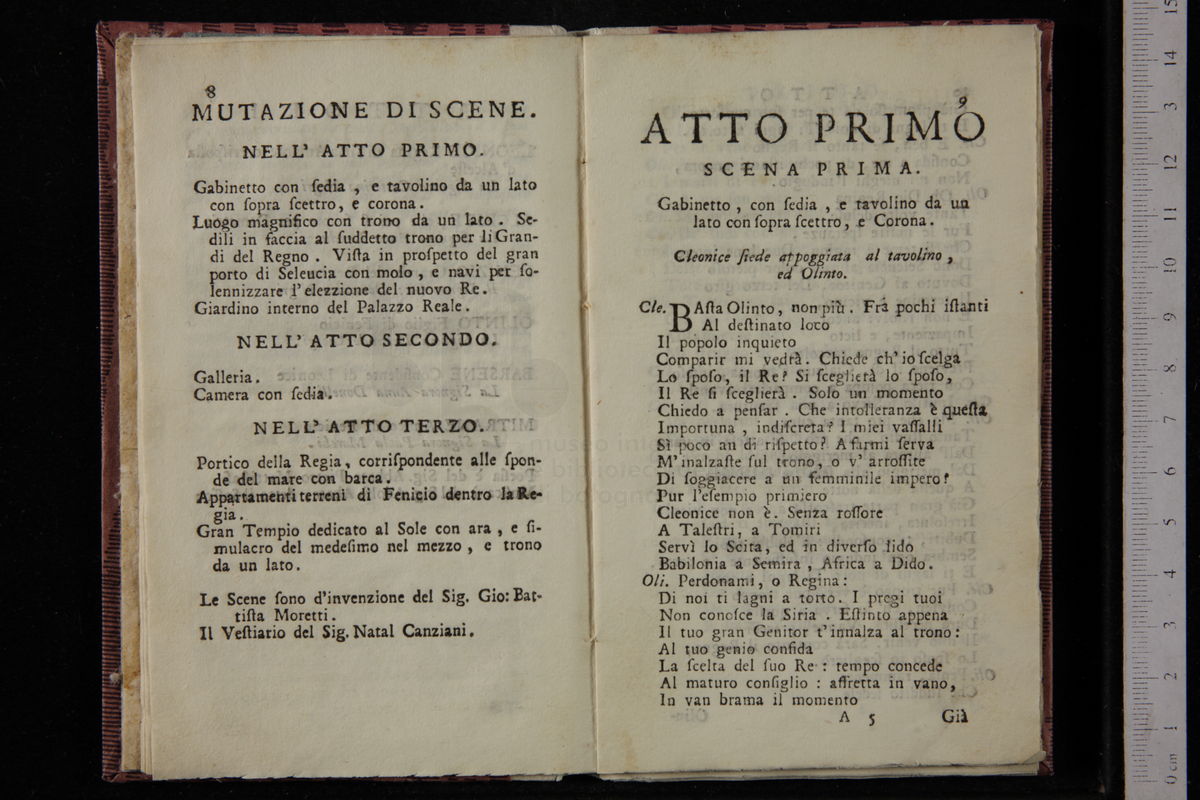 8
MUTAZIONE DI SCENE.
NELL' ATTO PRIMO.
Gabinetto con ſedia , e tavolino da un lato
con ſopra ſcettro, e corona.
Luogo magnifico con trono da un lato. Se-
dili in faccia al ſuddetto trono per li Gran-
di del Regno. Viſta in proſpetto del gran
porto di Seleucia con molo, e navi per ſo-
lennizzare l'elezzione del nuovo Re.
Giardino interno del Palazzo Reale.
NELL' ATTO SECONDO.
Galleria.
Camera con ſedia.
NELL' ATTO TERZO.
Portico della Regia, corriſpondente alle ſpon-
de del mare con barca.
Appartamenti terreni di Fenicio dentro la Re-
gia.
Gran Tempio dedicato al Sole con ara, e ſi-
mulacro del medeſimo nel mezzo, e trono
da un lato.
Le Scene ſono d'invenzione del Sig. Gio: Bat-
tiſta Moretti.
Il Veſtiario del Sig. Natal Canziani.
9
ATTO PRIMO
SCENA PRIMA.
Gabinetto, con ſedia, e tavolino da un
lato con ſopra ſcettro, e Corona.
Cleonice ſiede appoggiata al tavolino,
ed Olinto.
Cle. BAſta Olinto, non più. Frá pochi iſtanti
Al deſtinato loco
Il popolo inquieto
Comparir mi vedrà. Chiede ch' io ſcelga
Lo ſpoſo, il Re? Si ſceglierà lo ſpoſo,
Il Re ſi ſceglierà. Solo un momento
Chiedo a penſar. Che intolleranza è queſta
Importuna, indiſcreta? I miei vaſſalli
Sì poco an di riſpetto? A farmi ſerva
M'inalzaſte ſul trono, o v' arroſſite
Di ſoggiacere a un femminile impero?
Pur l'eſempio primiero
Cleonice non è. Senza roſſore
A Taleſtri, a Tomiri
Servì lo Scita, ed in diverſo lido
Babilonia a Semira, Africa a Dido.
Oli. Perdonami, o Regina:
Di noi ti lagni a torto. I pregi tuoi
Non conoſce la Siria. Eſtinto appena
Il tuo gran Genitor t'innalza al trono:
Al tuo genio confida
La ſcelta del ſuo Re: tempo concede
Al maturo conſiglio: affretta in vano,
In van brama il momento
A 5 Già